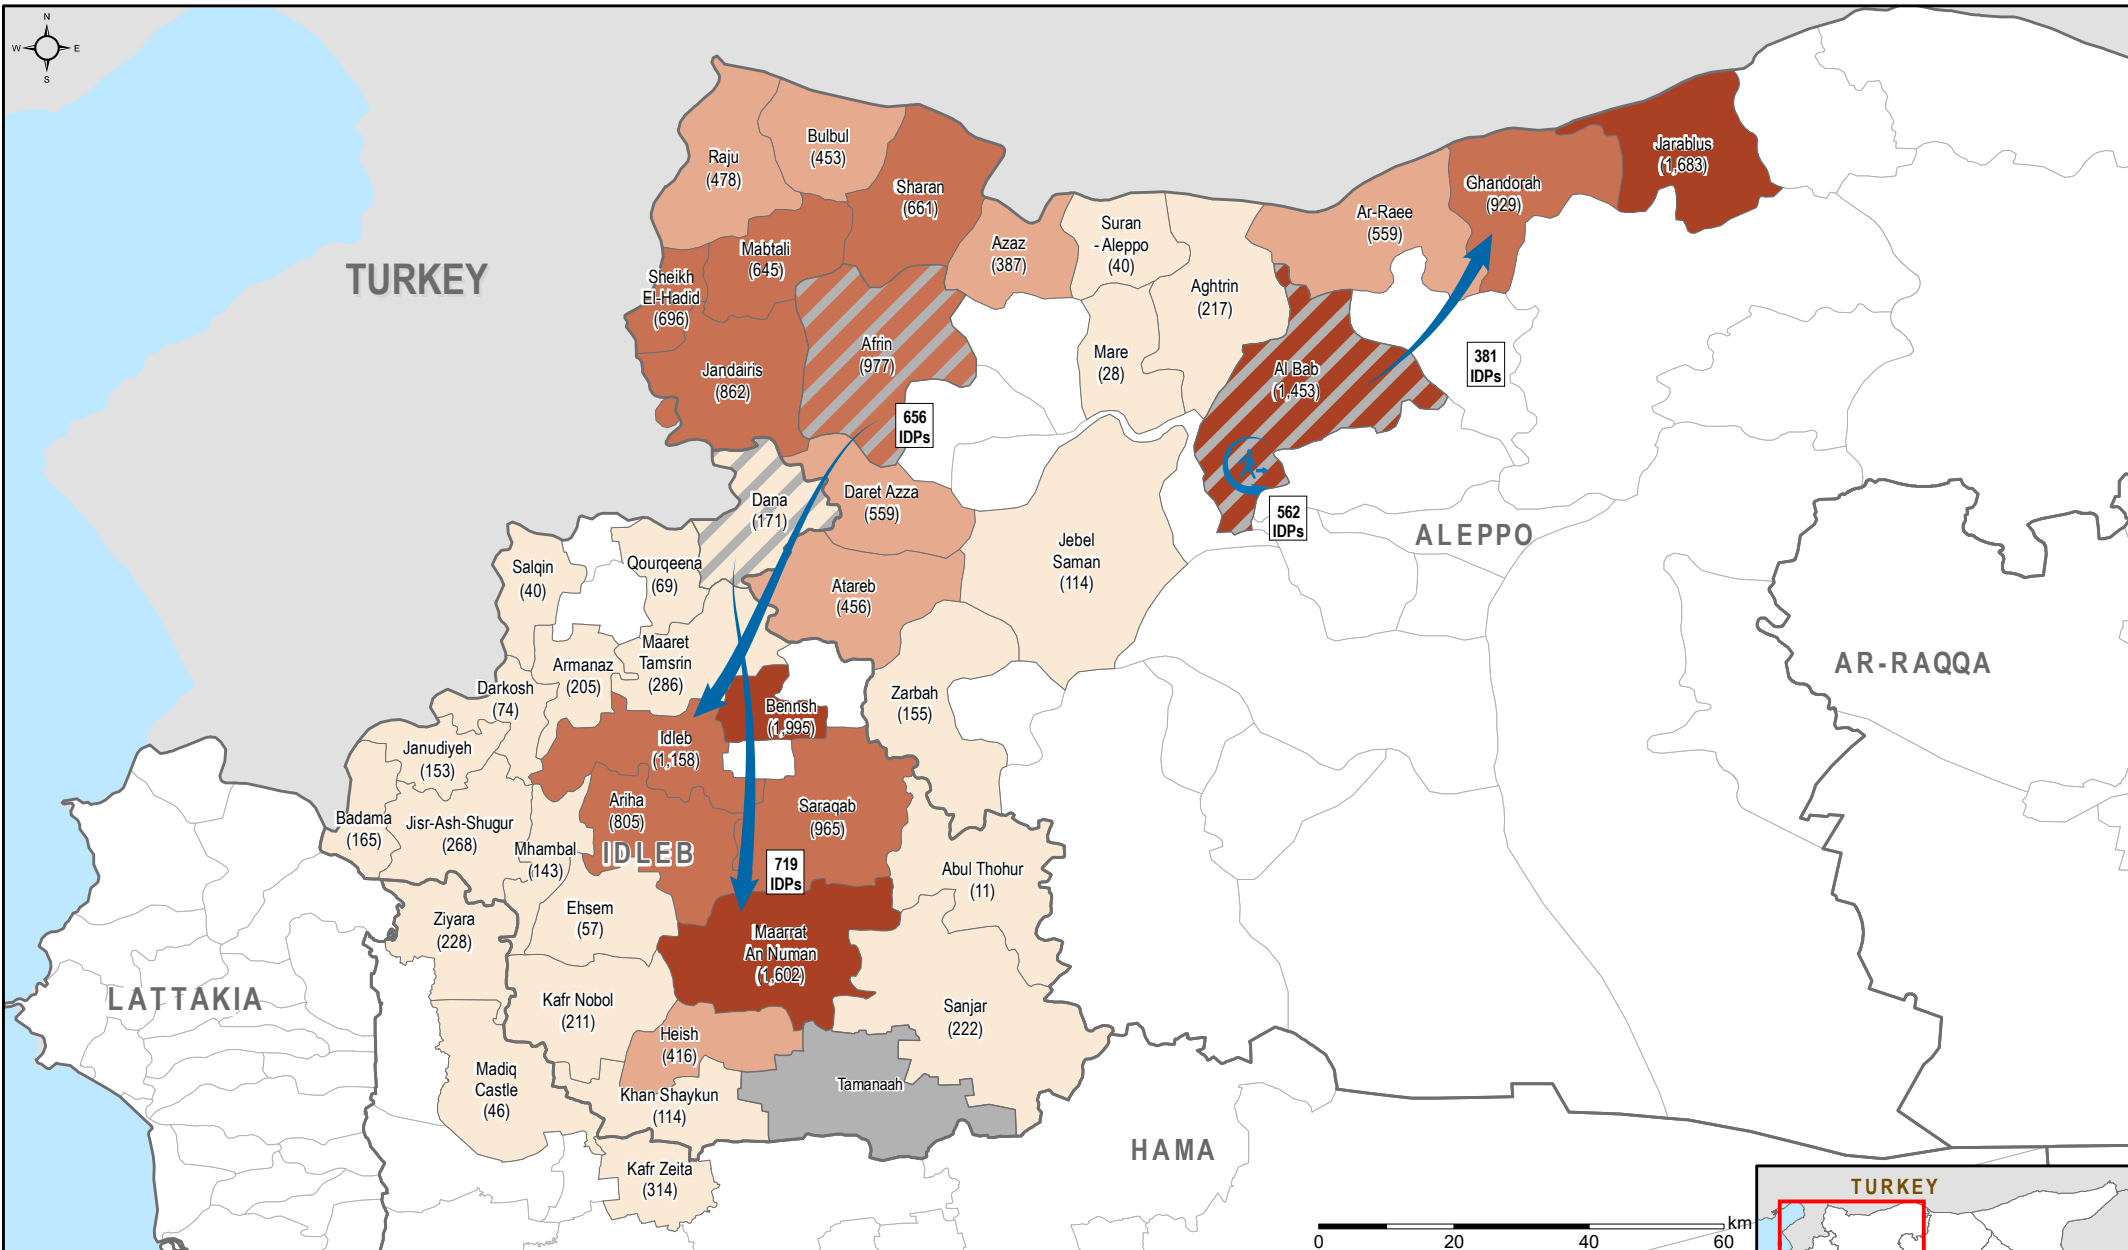 N
W E
S
TURKEY
Raju
(478)
Bulbul
(453)
Sharan
(661)
Mabtali
(645)
Sheikh
El-Hadid
(696)
Jandairis
(862)
Afrin
(977)
Azaz
(387)
Suran
- Aleppo
(40)
Aghtrin
(217)
Mare
(28)
Ar-Raee
(559)
Ghandorah
(929)
Jarablus
(1,683)
Al Bab
(1,453)
381
IDPs
656
IDPs
562
IDPs
ALEPPO
Dana
(171)
Daret Azza
(559)
Atareb
(456)
Jebel
Saman
(114)
Salqin
(40)
Qourqeena
(69)
Maaret
Tamsrin
(286)
Armanaz
(205)
Darkosh
(74)
Janudiyeh
(153)
Badama
(165)
Jisr-Ash-Shugur
(268)
Mhambal
(143)
Idleb
(1,158)
Bennsh
(1,995)
Zarbah
(155)
AR-RAQQA
Ariha
(805)
IDLEB
Saraqab
(965)
719
IDPs
Abul Thohur
(11)
Ziyara
(228)
Ehsem
(57)
Maarrat
An Numan
(1,602)
LATTAKIA
Kafr Nobol
(211)
Sanjar
(222)
Heish
(416)
Madiq
Castle
(46)
Khan Shaykun
(114)
Tamanaah
Kafr Zeita
(314)
HAMA
km
0 20 40 60
TURKEY